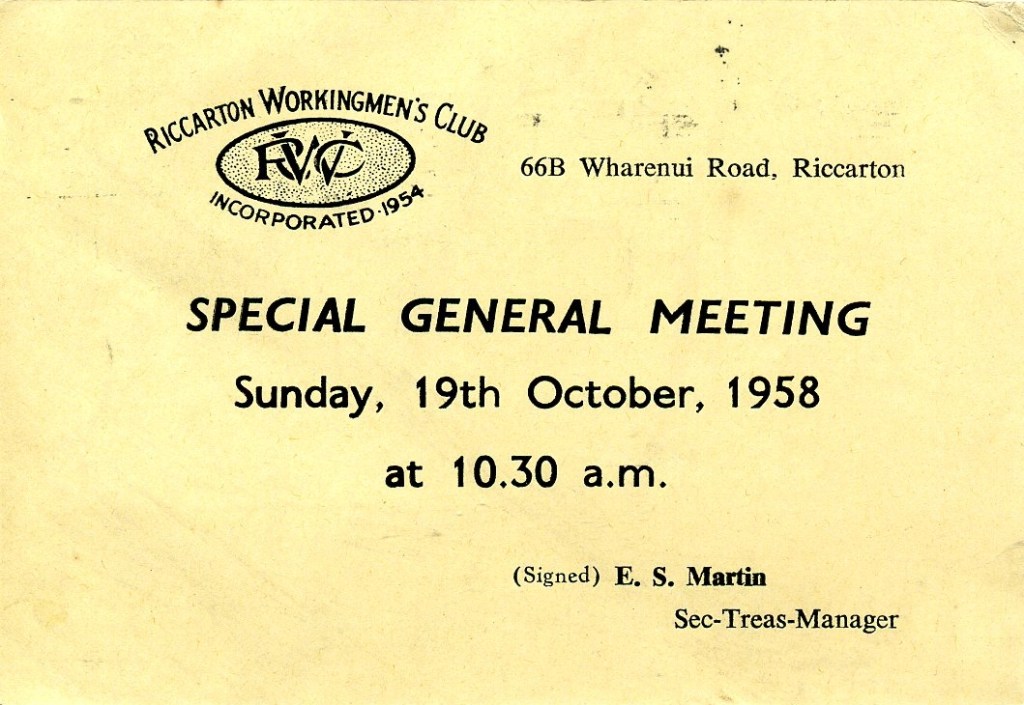 RICCARTON WORKINGMEN'S CLUB
RWC
INCORPORATED · 1954
66B Wharenui Road, Riccarton
SPECIAL GENERAL MEETING
Sunday, 19th October, 1958
at 10.30 a.m.
(Signed) E. S. Martin
Sec-Treas-Manager